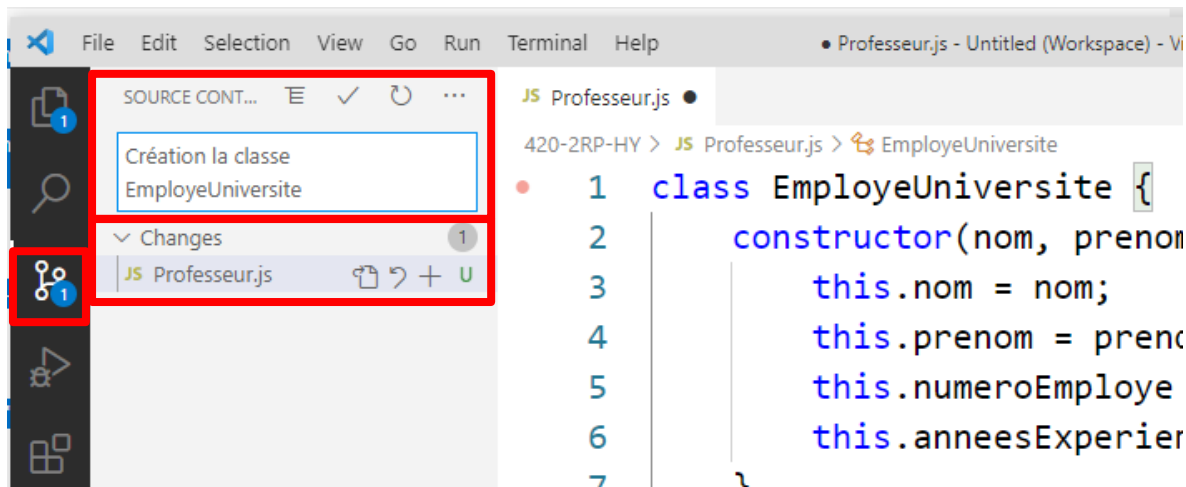 File Edit Selection View Go Run Terminal Help ● Professeur.js - Untitled (Workspace) - Vi
SOURCE CONT... ···
JS Professeur.js ●
1
420-2RP-HY > JS Professeur.js > EmployeUniversite
Création la classe
EmployeUniversite
Changes 1
JS Professeur.js U
1
1 class EmployeUniversite {
2 constructor(nom, prenom
3 this.nom = nom;
4 this.prenom = preno
5 this.numeroEmploye
6 this.anneesExperien
7 }